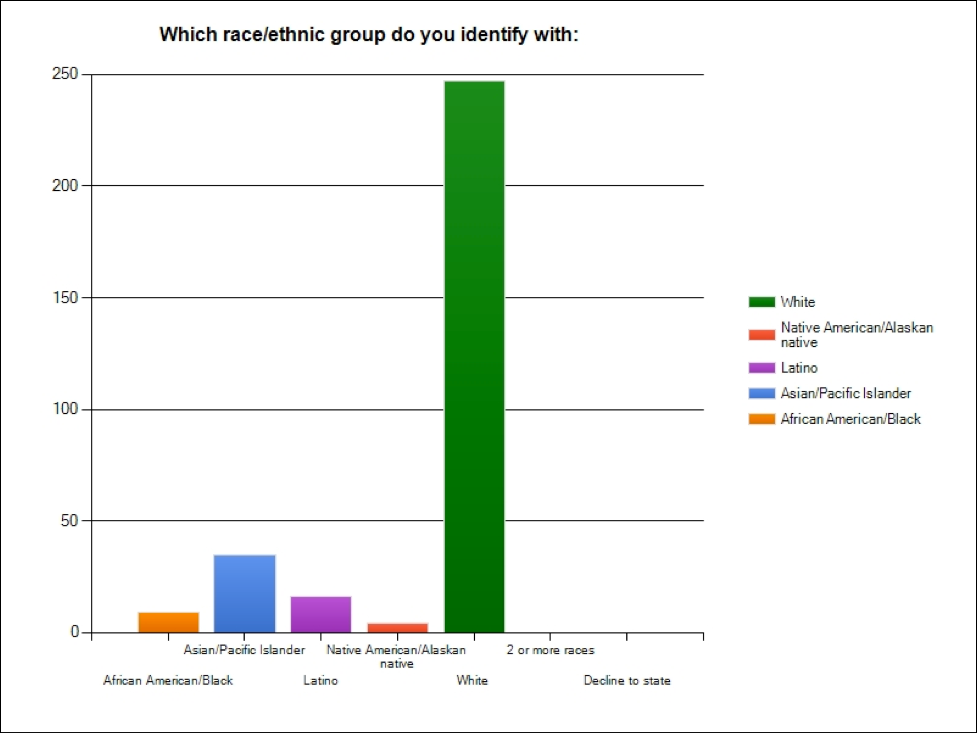 Which race/ethnic group do you identify with:
250
200
150
100
50
0
Asian/Pacific Islander
Native American/Alaskan
native
2 or more races
African American/Black
Latino
White
Decline to state
White
Native American/Alaskan
native
Latino
Asian/Pacific Islander
African American/Black